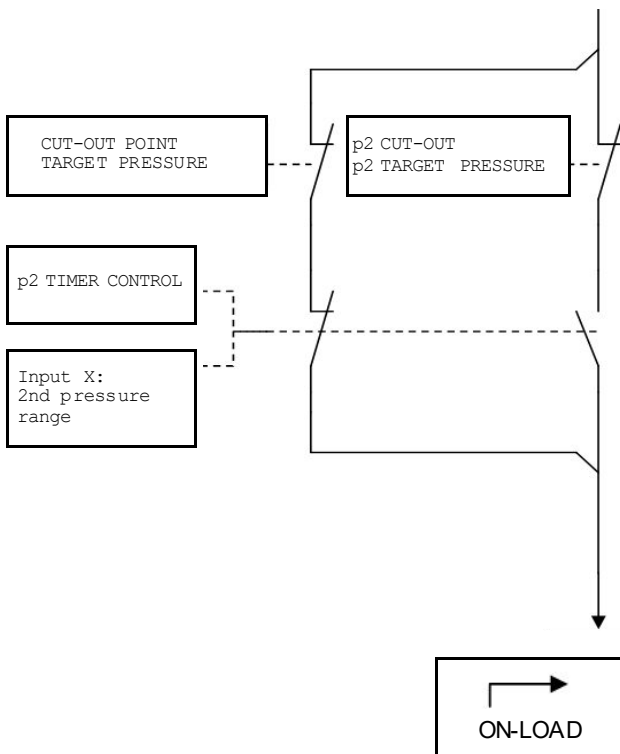 CUT-OUT POINT
TARGET PRESSURE
p2 CUT-OUT
p2 TARGET PRESSURE
p2 TIMER CONTROL
Input X:
2nd pressure
range
ON-LOAD